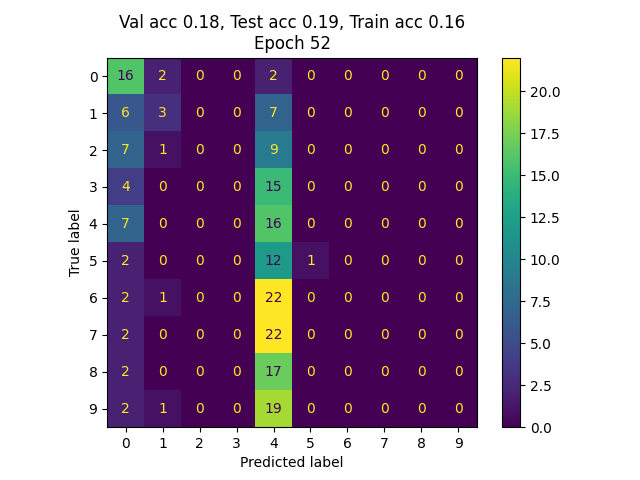 Val acc 0.18, Test acc 0.19, Train acc 0.16
Epoch 52
0 16 2 0 0 2 0 0 0 0 0
1 6 3 0 0 7 0 0 0 0 0
2 7 1 0 0 9 0 0 0 0 0
3 4 0 0 0 15 0 0 0 0 0
4 7 0 0 0 16 0 0 0 0 0
5 2 0 0 0 12 1 0 0 0 0
6 2 1 0 0 22 0 0 0 0 0
7 2 0 0 0 22 0 0 0 0 0
8 2 0 0 0 17 0 0 0 0 0
9 2 1 0 0 19 0 0 0 0 0
0 1 2 3 4 5 6 7 8 9
Predicted label
True label
20.0
17.5
15.0
12.5
10.0
7.5
5.0
2.5
0.0